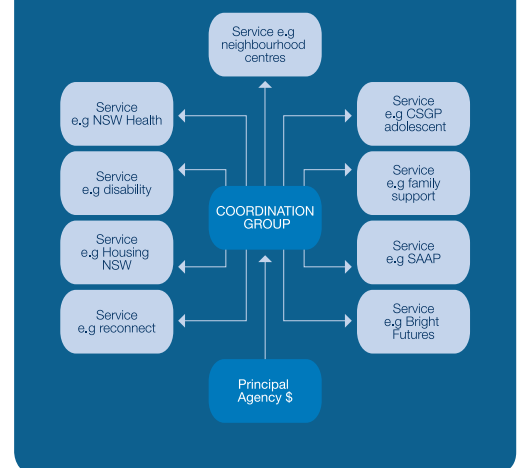 Service e.g
neighbourhood
centres
Service
e.g NSW Health
Service
e.g CSGP
adolescent
Service
e.g disability
Service
e.g family
support
COORDINATION
GROUP
Service
e.g Housing
NSW
Service
e.g SAAP
Service
e.g reconnect
Service
e.g Bright
Futures
Principal
Agency $